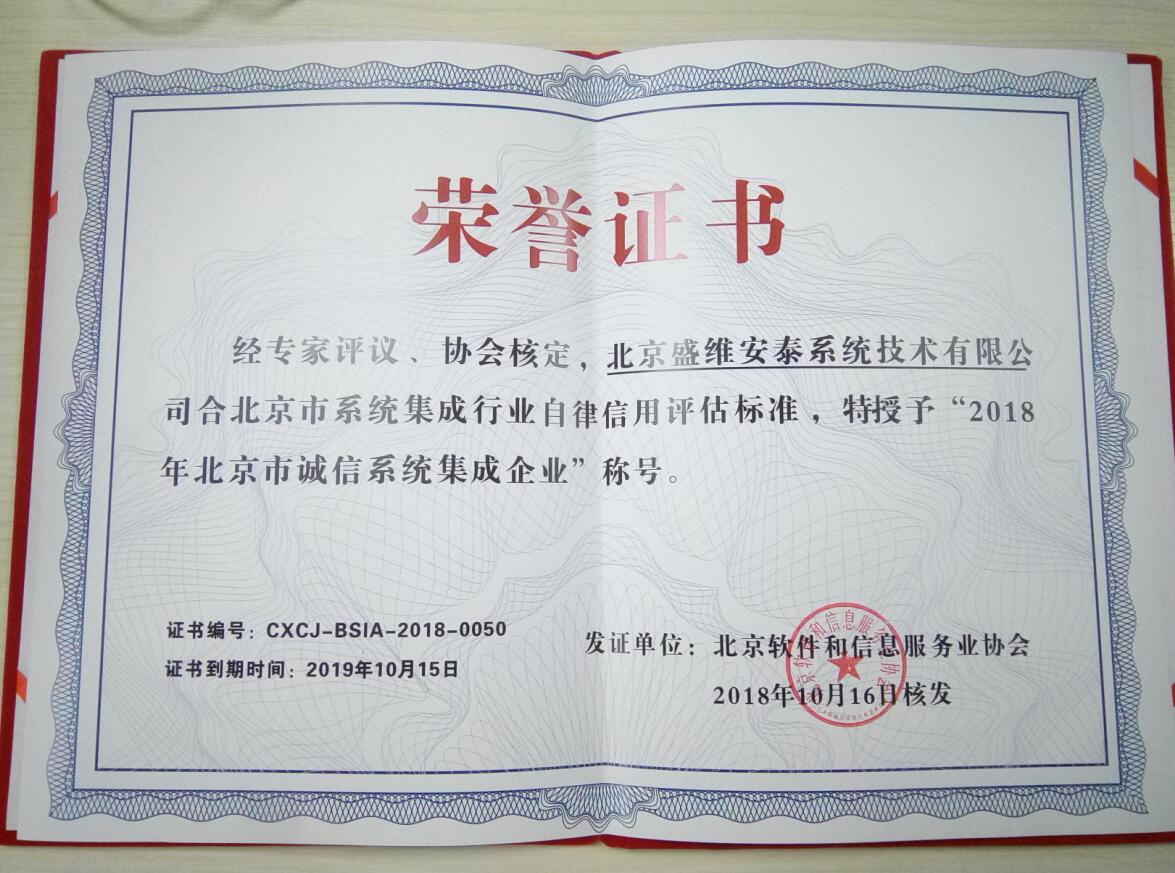 荣誉证书
经专家评议、协会核定，北京盛维安泰系统技术有限公
司合北京市系统集成行业自律信用评估标准，特授予“2018
年北京市诚信系统集成企业”称号。
证书编号：CXCJ-BSIA-2018-0050
证书到期时间：2019年10月15日
发证单位：北京软件和信息服务业协会
2018年10月16日核发